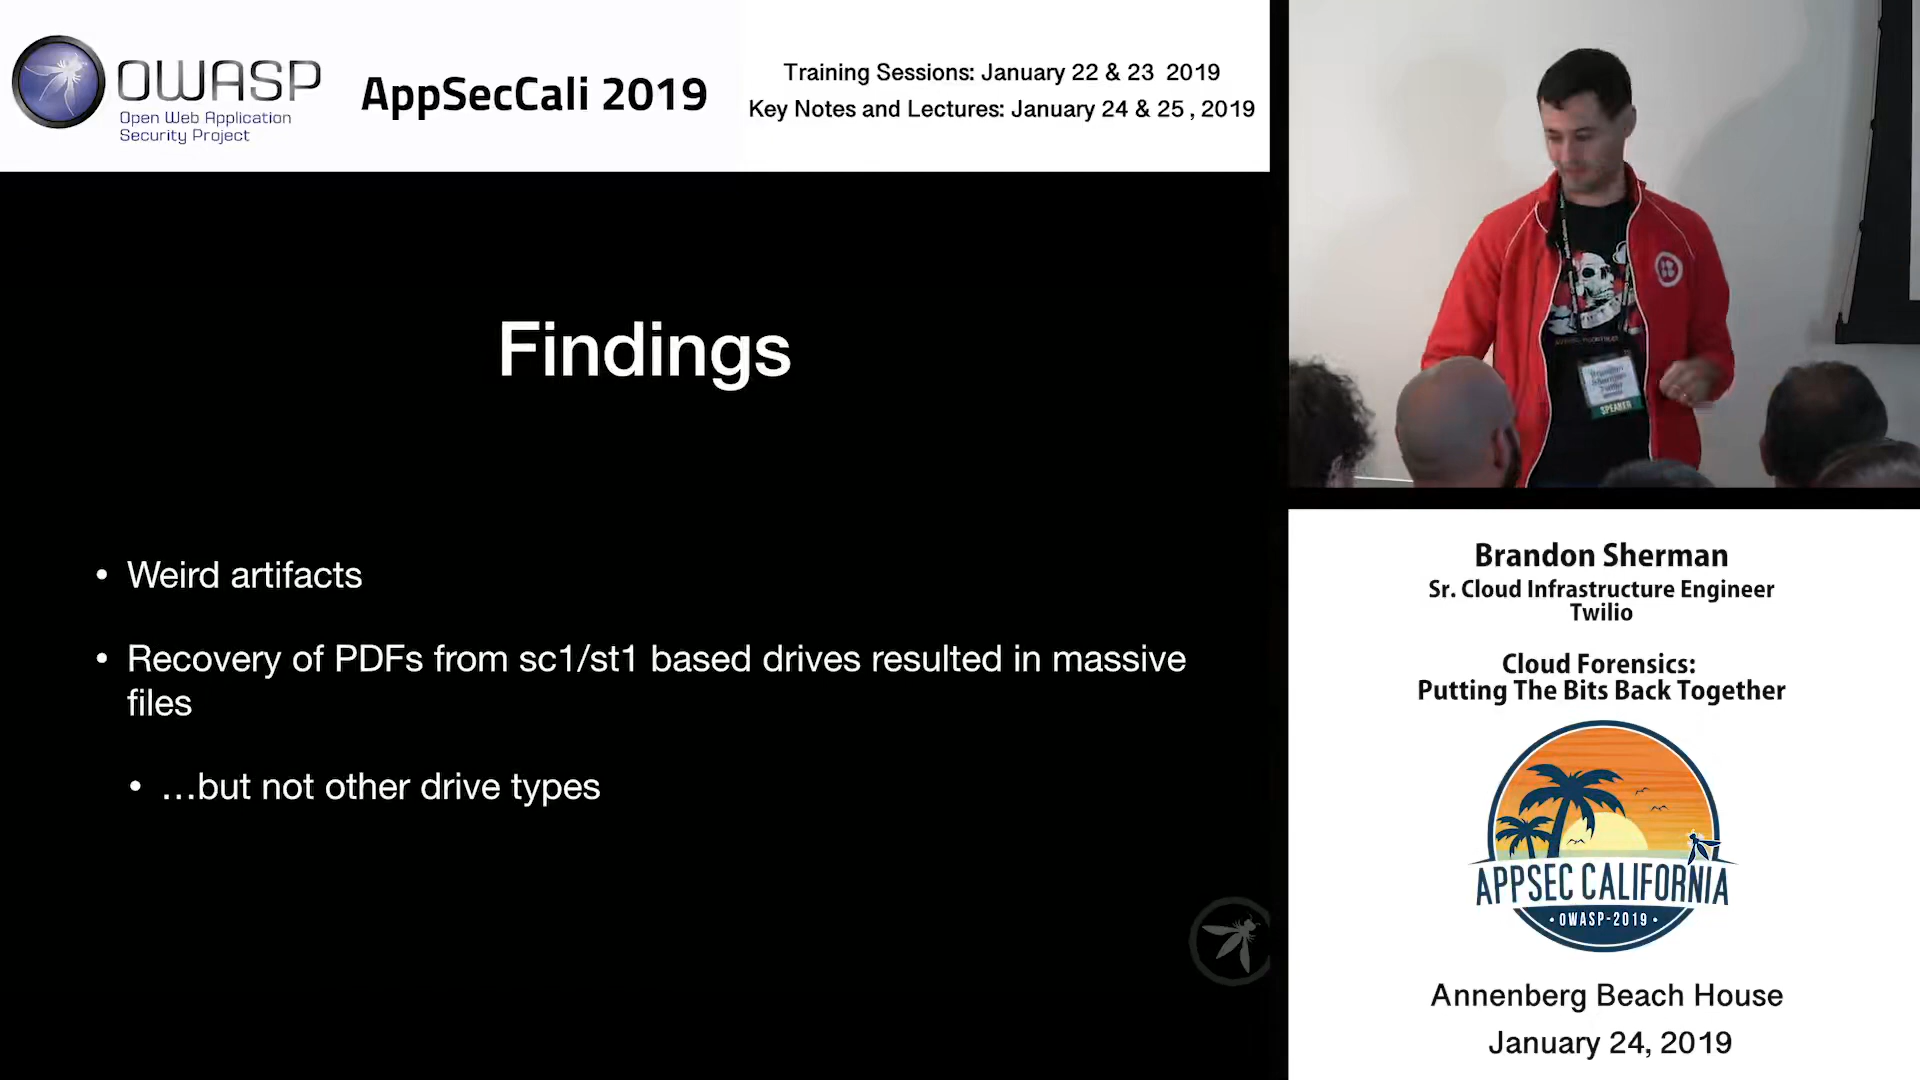 OWASP
Open Web Application
Security Project
AppSecCali 2019
Training Sessions: January 22 & 23 2019
Key Notes and Lectures: January 24 & 25 , 2019
Findings
• Weird artifacts
• Recovery of PDFs from sc1/st1 based drives resulted in massive
files
• …but not other drive types
Brandon
Sherman
Twilio
SPEAKER
Brandon Sherman
Sr. Cloud Infrastructure Engineer
Twilio
Cloud Forensics:
Putting The Bits Back Together
APPSEC CALIFORNIA
• OWASP-2019 •
Annenberg Beach House
January 24, 2019